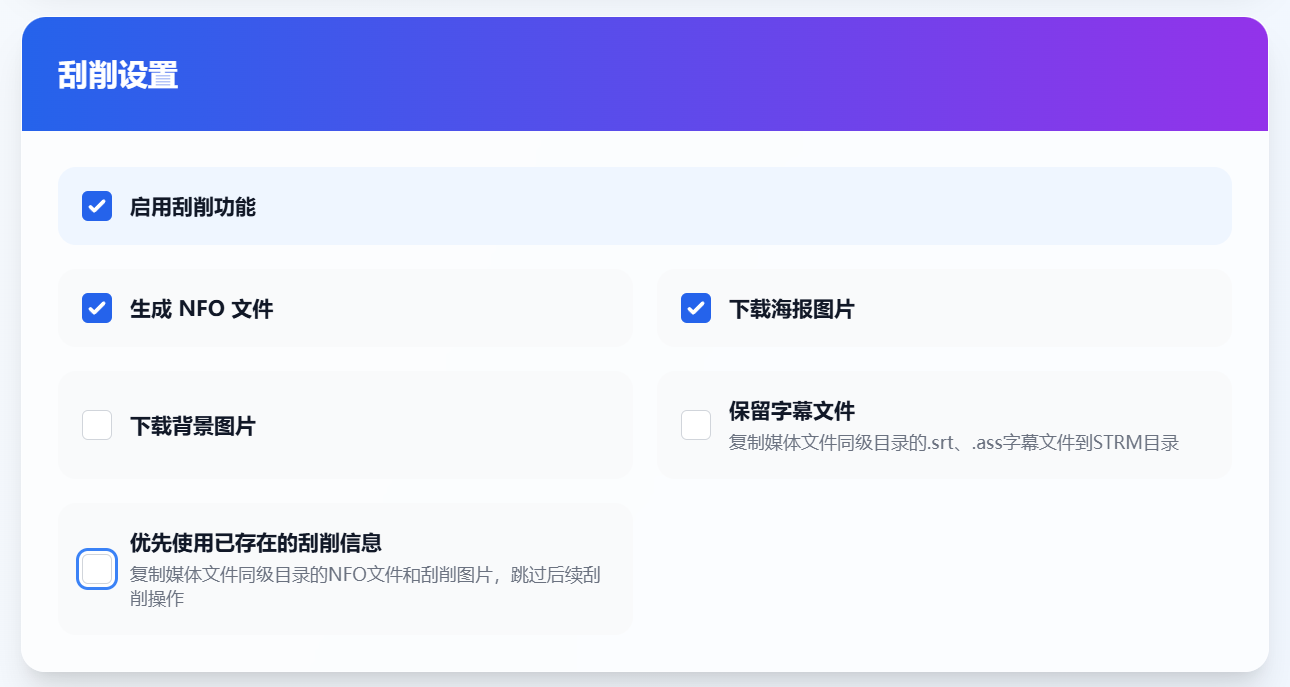 刮削设置
启用刮削功能
生成 NFO 文件
下载海报图片
下载背景图片
保留字幕文件
复制媒体文件同级目录的.srt、.ass字幕文件到STRM目录
优先使用已存在的刮削信息
复制媒体文件同级目录的NFO文件和刮削图片，跳过后续刮
削操作